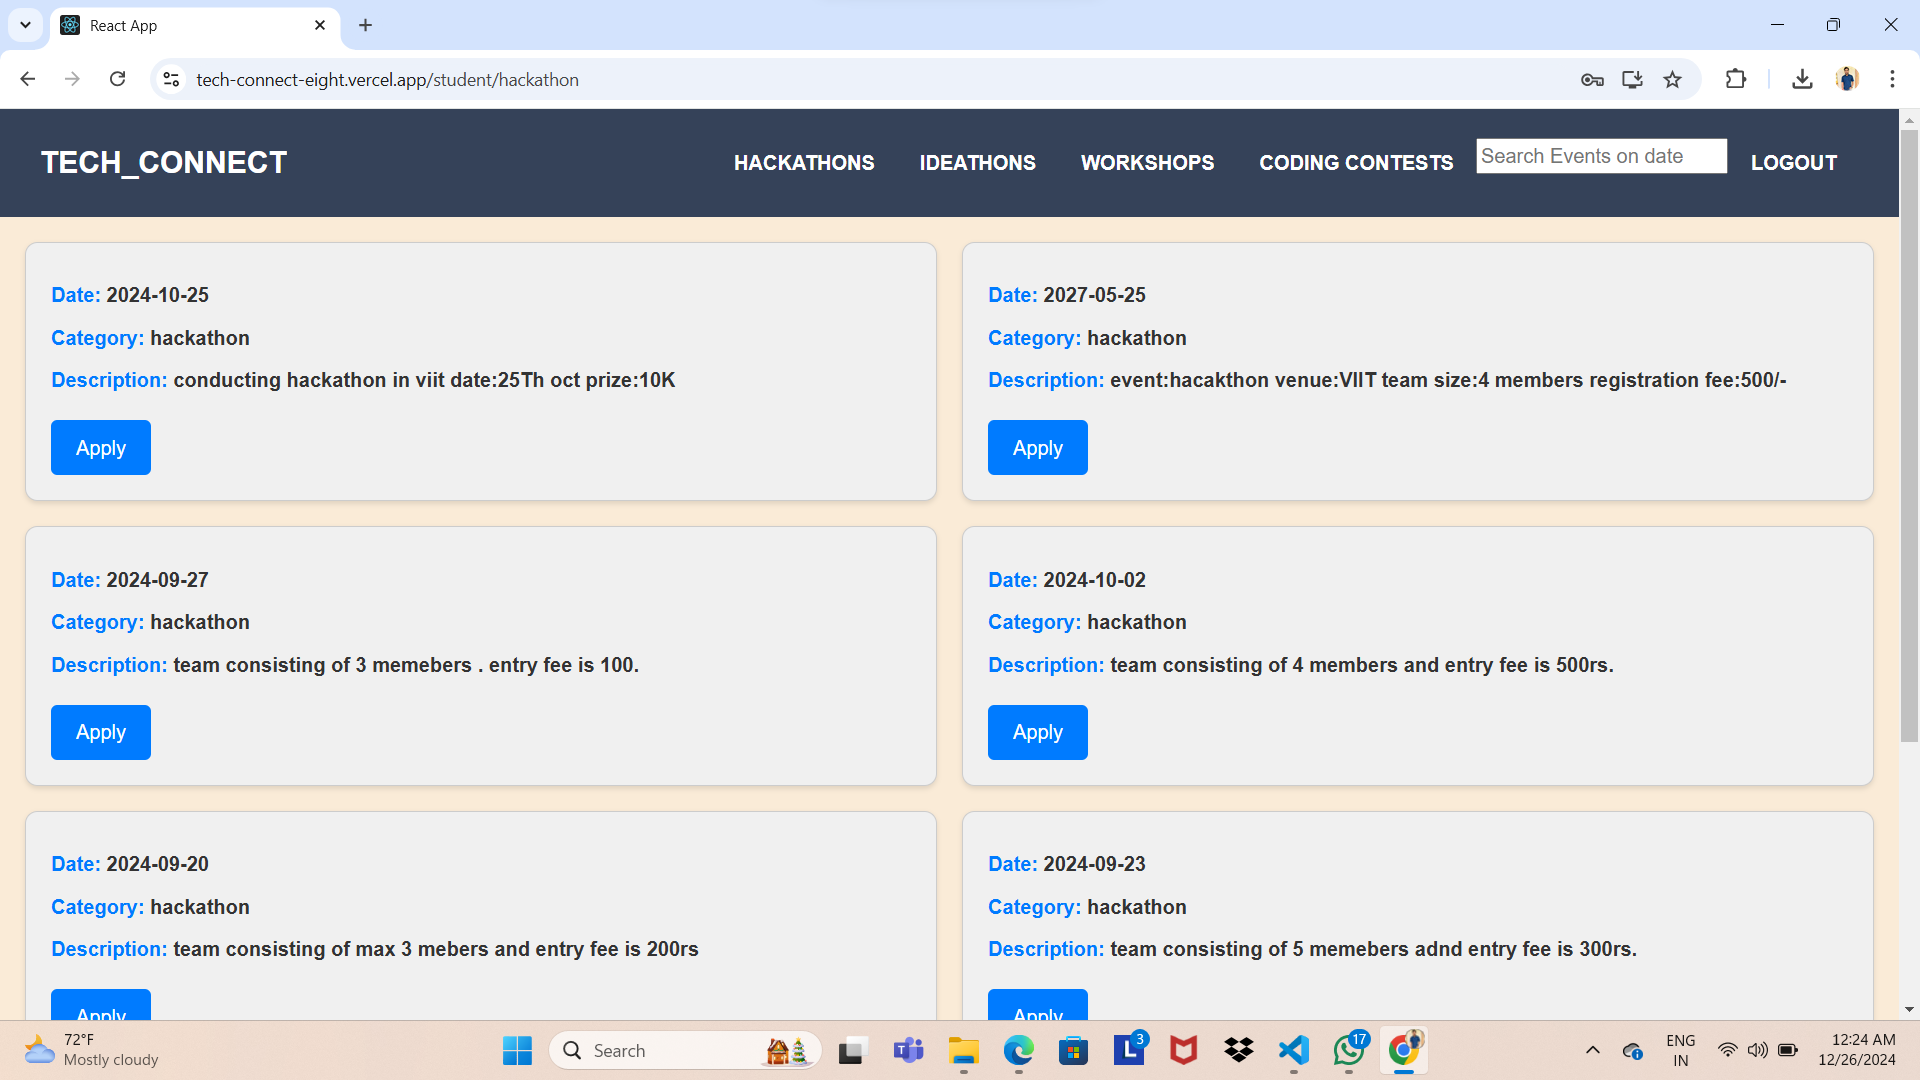 React App
tech-connect-eight.vercel.app/student/hackathon
TECH_CONNECT
HACKATHONS
IDEATHONS
WORKSHOPS
CODING CONTESTS
Search Events on date
LOGOUT
Date: 2024-10-25
Category: hackathon
Description: conducting hackathon in viit date:25Th oct prize:10K
Apply
Date: 2027-05-25
Category: hackathon
Description: event:hacakthon venue:VIIT team size:4 members registration fee:500/-
Apply
Date: 2024-09-27
Category: hackathon
Description: team consisting of 3 memebers . entry fee is 100.
Apply
Date: 2024-10-02
Category: hackathon
Description: team consisting of 4 members and entry fee is 500rs.
Apply
Date: 2024-09-20
Category: hackathon
Description: team consisting of max 3 mebers and entry fee is 200rs
Apply
Date: 2024-09-23
Category: hackathon
Description: team consisting of 5 memebers adnd entry fee is 300rs.
Apply
72°F
Mostly cloudy
Search
L
3
17
ENG
IN
12:24 AM
12/26/2024